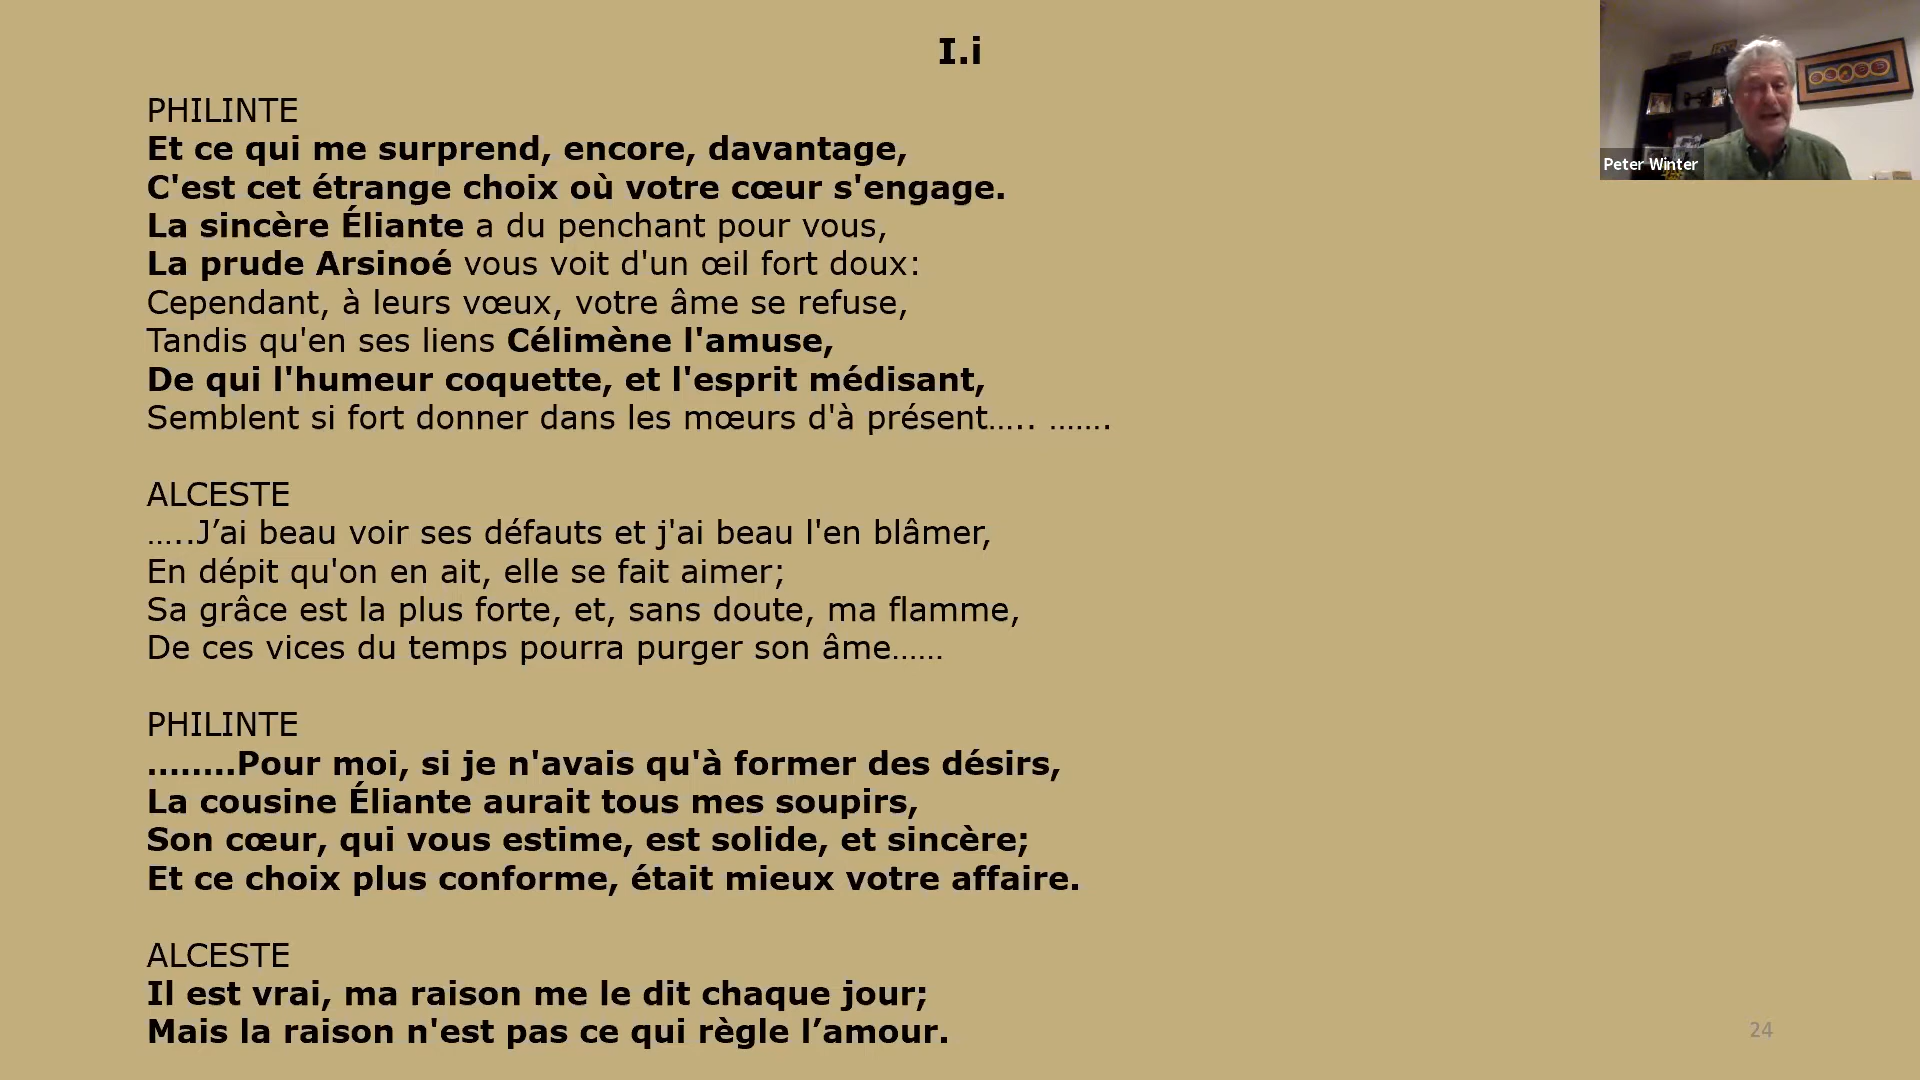 I.i
PHILINTE
Et ce qui me surprend, encore, davantage,
C'est cet étrange choix où votre cœur s'engage.
La sincère Éliante a du penchant pour vous,
La prude Arsinoé vous voit d'un œil fort doux:
Cependant, à leurs vœux, votre âme se refuse,
Tandis qu'en ses liens Célimène l'amuse,
De qui l'humeur coquette, et l'esprit médisant,
Semblent si fort donner dans les mœurs d'à présent….. …….
ALCESTE
…..J’ai beau voir ses défauts et j'ai beau l'en blâmer,
En dépit qu'on en ait, elle se fait aimer;
Sa grâce est la plus forte, et, sans doute, ma flamme,
De ces vices du temps pourra purger son âme……
PHILINTE
……..Pour moi, si je n'avais qu'à former des désirs,
La cousine Éliante aurait tous mes soupirs,
Son cœur, qui vous estime, est solide, et sincère;
Et ce choix plus conforme, était mieux votre affaire.
ALCESTE
Il est vrai, ma raison me le dit chaque jour;
Mais la raison n'est pas ce qui règle l’amour.
24
Peter Winter